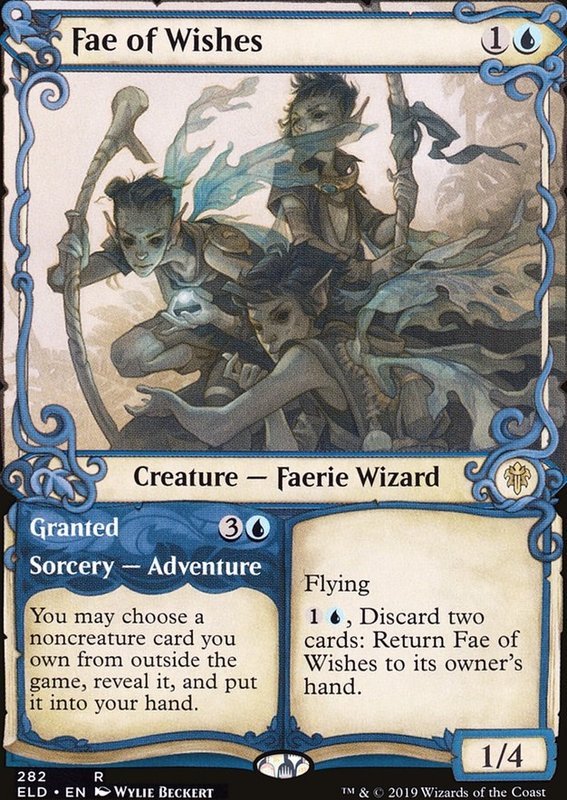 Fae of Wishes 1
Creature — Faerie Wizard
Granted 3
Sorcery — Adventure
You may choose a
noncreature card you
own from outside the
game, reveal it, and put
it into your hand.
Flying
1 , Discard two
cards: Return Fae of
Wishes to its owner's
hand.
1/4
282 R
ELD • EN Wylie Beckert
™ & © 2019 Wizards of the Coast